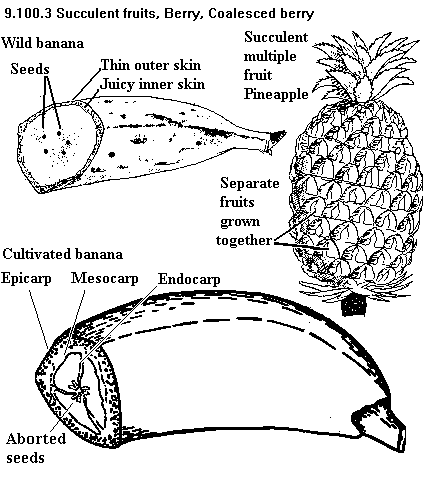 9.100.3 Succulent fruits, Berry, Coalesced berry
Wild banana
Seeds
Thin outer skin
Juicy inner skin
Succulent
multiple
fruit
Pineapple
Separate
fruits
grown
together
Cultivated banana
Epicarp
Mesocarp
Endocarp
Aborted
seeds